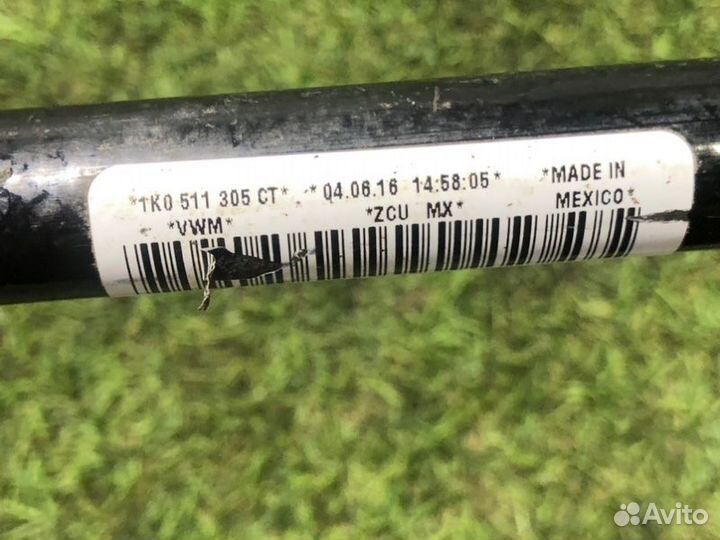 *1K0 511 305 CT* *04.06.16 14:58:05* *MADE IN
*VWM* *ZCU MX* MEXICO*
Avito